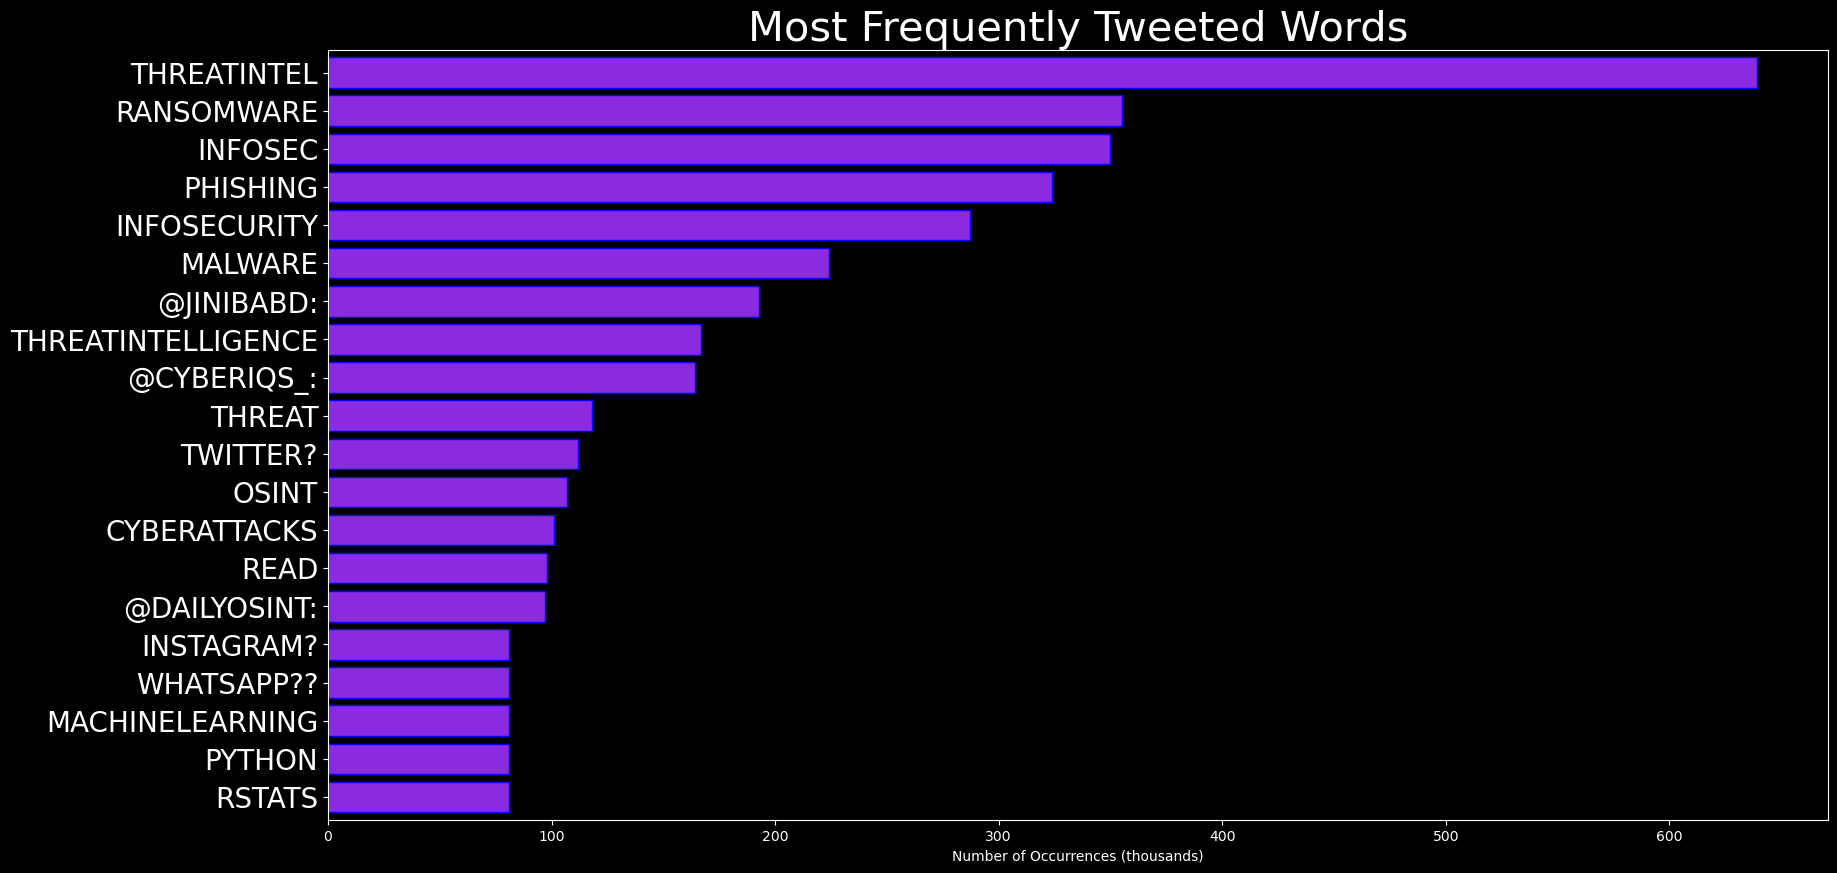 Most Frequently Tweeted Words
THREATINTEL
RANSOMWARE
INFOSEC
PHISHING
INFOSECURITY
MALWARE
@JINIBABD:
THREATINTELLIGENCE
@CYBERIQS_:
THREAT
TWITTER?
OSINT
CYBERATTACKS
READ
@DAILYOSINT:
INSTAGRAM?
WHATSAPP??
MACHINELEARNING
PYTHON
RSTATS
0 100 200 300 400 500 600
Number of Occurrences (thousands)